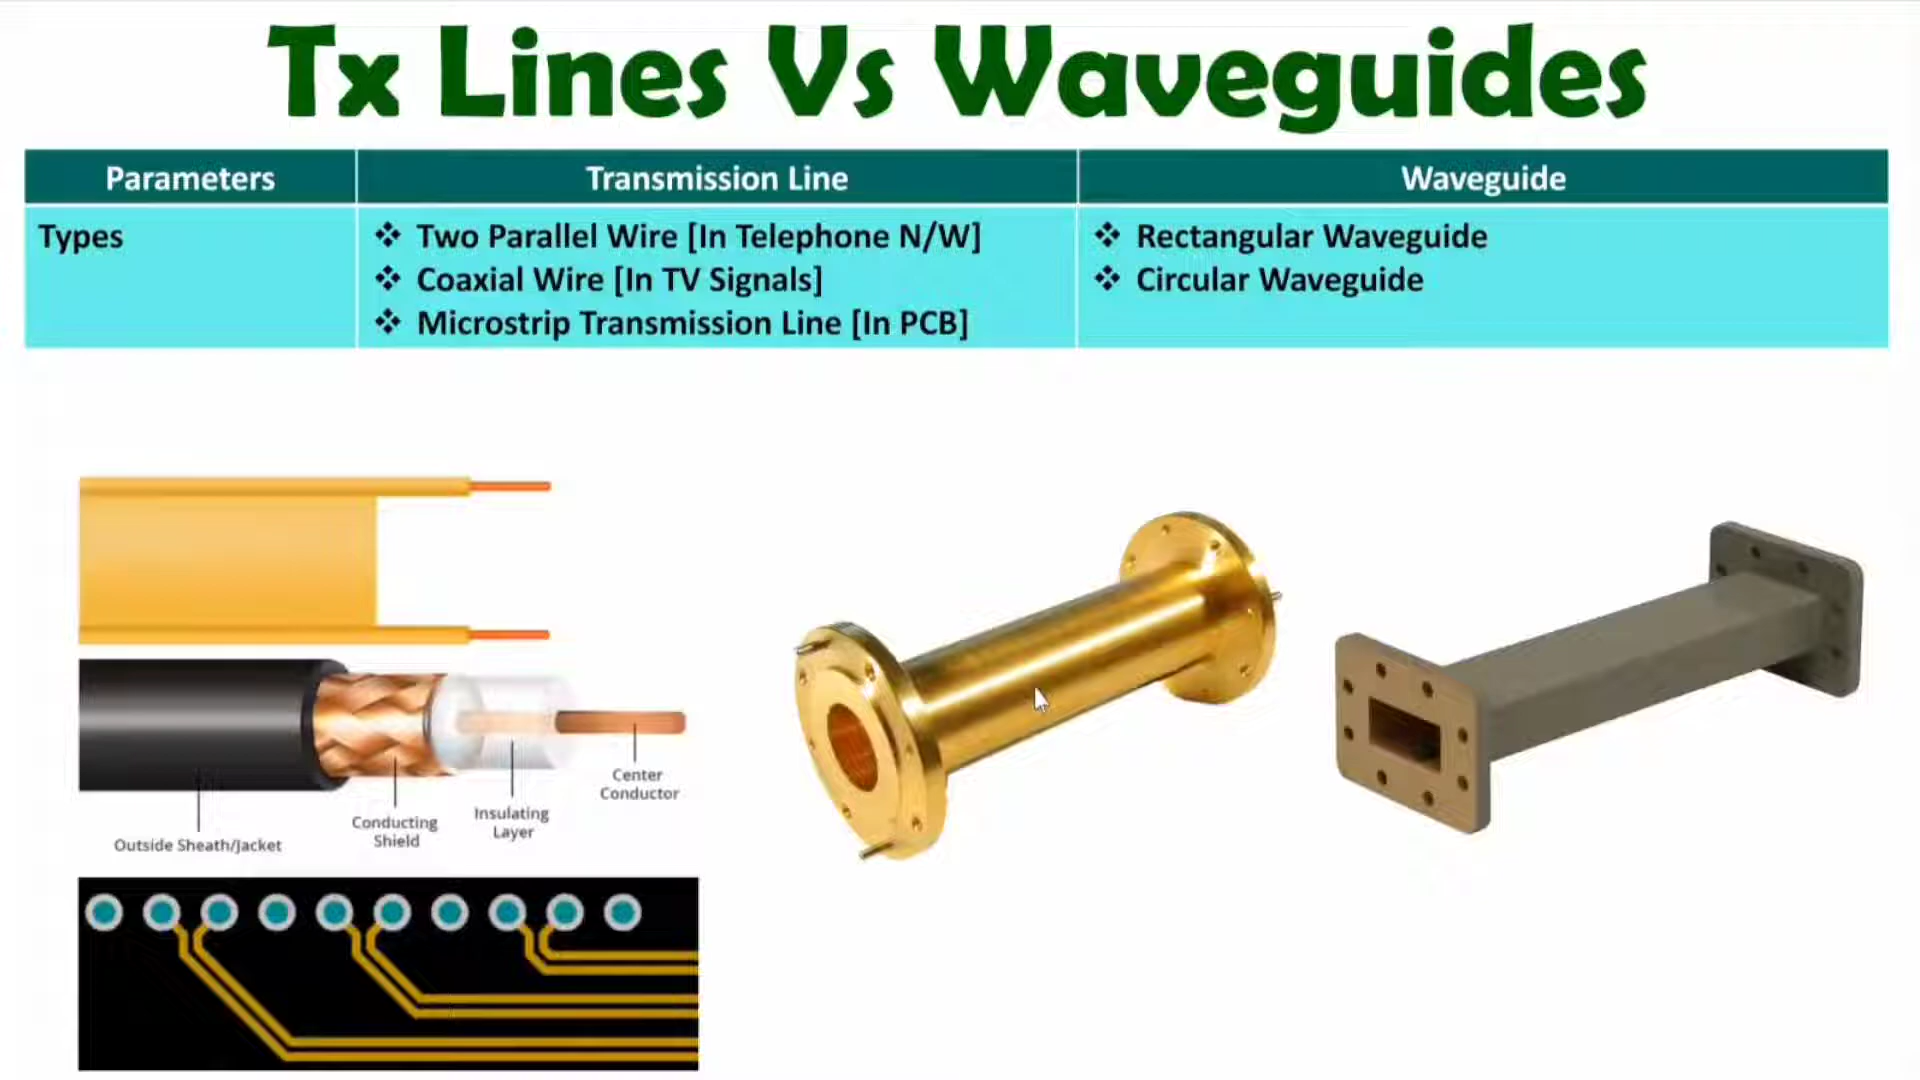 Tx Lines Vs Waveguides
Parameters
Transmission Line
Waveguide
Types
❖ Two Parallel Wire [In Telephone N/W]
❖ Coaxial Wire [In TV Signals]
❖ Microstrip Transmission Line [In PCB]
❖ Rectangular Waveguide
❖ Circular Waveguide
Outside Sheath/Jacket
Conducting
Shield
Insulating
Layer
Center
Conductor